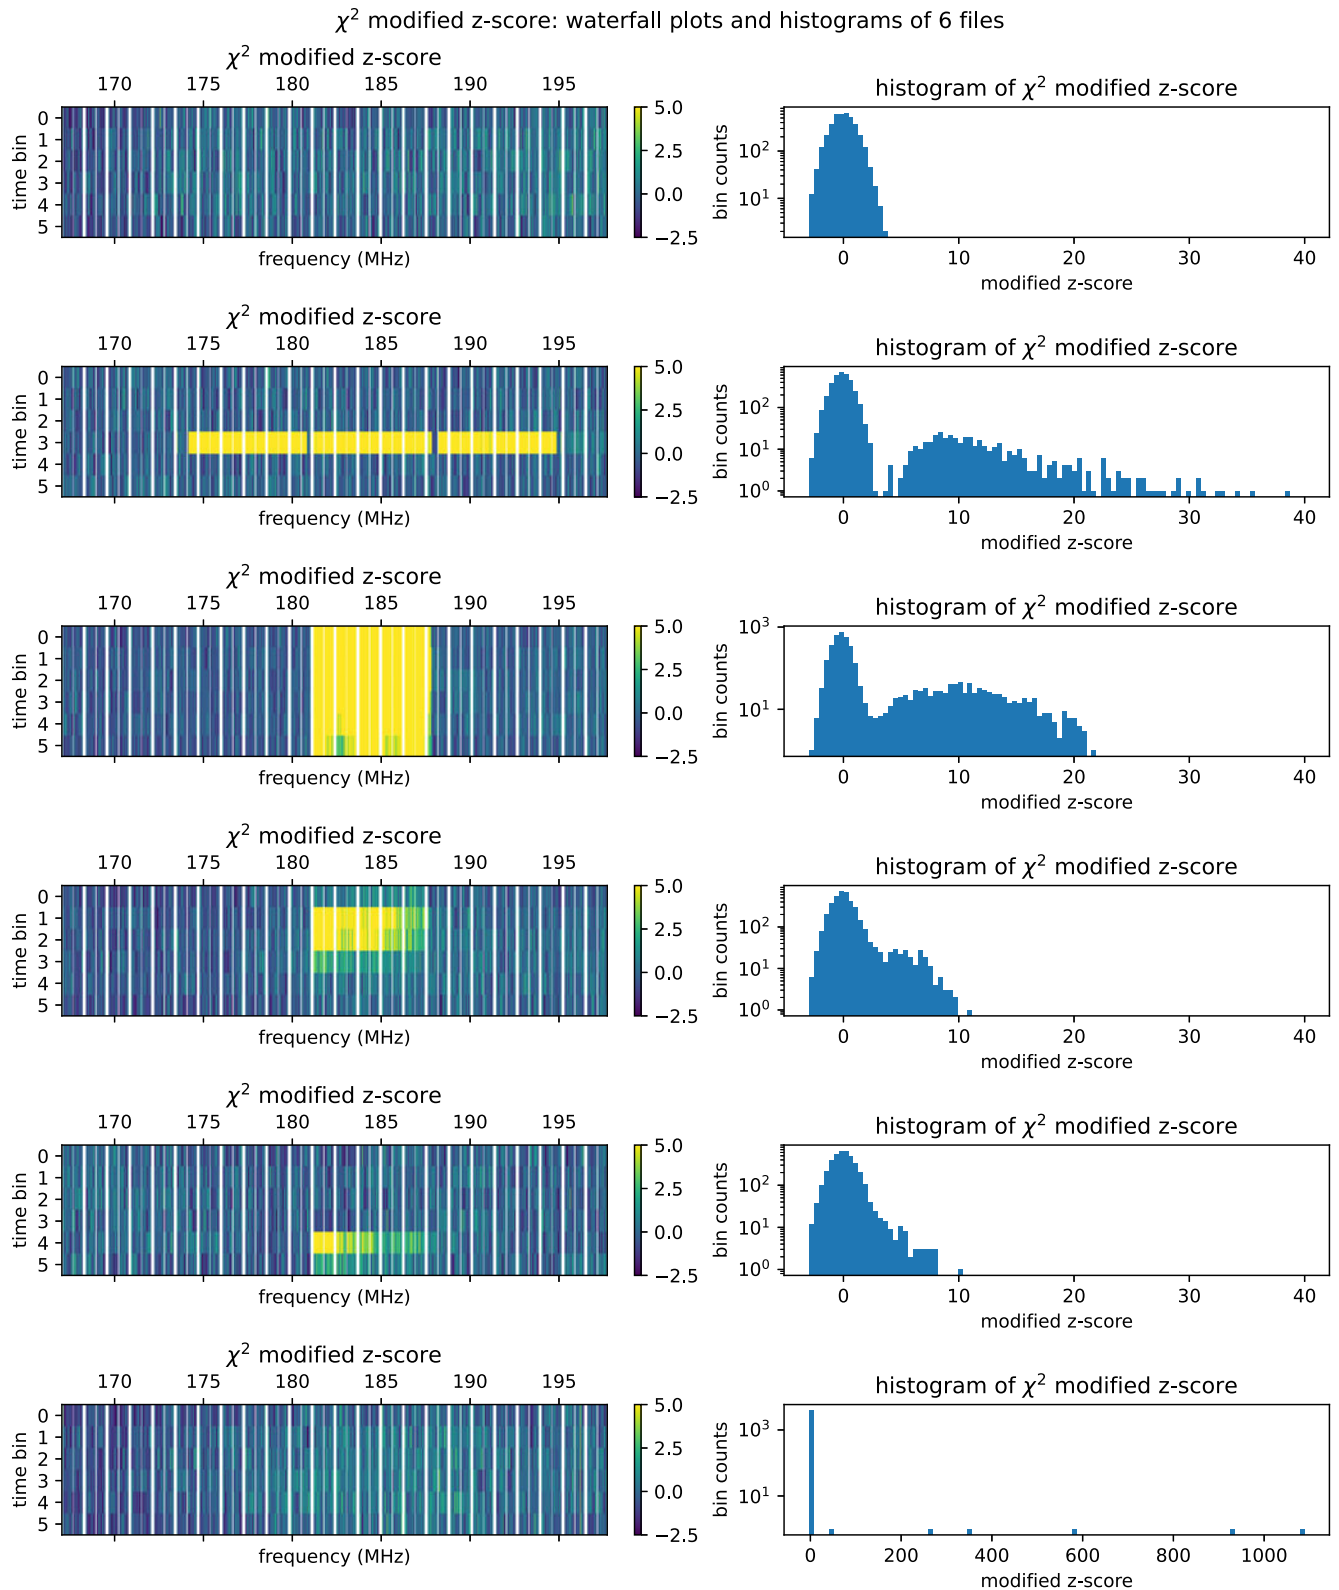 χ² modified z-score: waterfall plots and histograms of 6 files
χ² modified z-score
170 175 180 185 190 195
time bin
0
1
2
3
4
5
frequency (MHz)
5.0
2.5
0.0
−2.5
histogram of χ² modified z-score
bin counts
10²
10¹
0 10 20 30 40
modified z-score
χ² modified z-score
170 175 180 185 190 195
time bin
0
1
2
3
4
5
frequency (MHz)
5.0
2.5
0.0
−2.5
histogram of χ² modified z-score
bin counts
10²
10¹
10⁰
0 10 20 30 40
modified z-score
χ² modified z-score
170 175 180 185 190 195
time bin
0
1
2
3
4
5
frequency (MHz)
5.0
2.5
0.0
−2.5
histogram of χ² modified z-score
bin counts
10³
10¹
0 10 20 30 40
modified z-score
χ² modified z-score
170 175 180 185 190 195
time bin
0
1
2
3
4
5
frequency (MHz)
5.0
2.5
0.0
−2.5
histogram of χ² modified z-score
bin counts
10²
10¹
10⁰
0 10 20 30 40
modified z-score
χ² modified z-score
170 175 180 185 190 195
time bin
0
1
2
3
4
5
frequency (MHz)
5.0
2.5
0.0
−2.5
histogram of χ² modified z-score
bin counts
10²
10¹
10⁰
0 10 20 30 40
modified z-score
χ² modified z-score
170 175 180 185 190 195
time bin
0
1
2
3
4
5
frequency (MHz)
5.0
2.5
0.0
−2.5
histogram of χ² modified z-score
bin counts
10³
10¹
0 200 400 600 800 1000
modified z-score